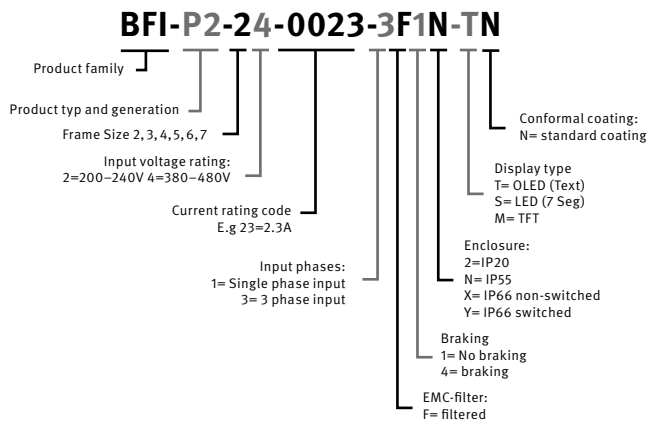 BFI-P2-24-0023-3F1N-TN
Product family
Product typ and generation
Frame Size 2, 3, 4, 5, 6, 7
Input voltage rating:
2=200–240V 4=380–480V
Current rating code
E.g 23=2.3A
Input phases:
1= Single phase input
3= 3 phase input
Conformal coating:
N= standard coating
Display type
T= OLED (Text)
S= LED (7 Seg)
M= TFT
Enclosure:
2=IP20
N= IP55
X= IP66 non-switched
Y= IP66 switched
Braking
1= No braking
4= braking
EMC-filter:
F= filtered